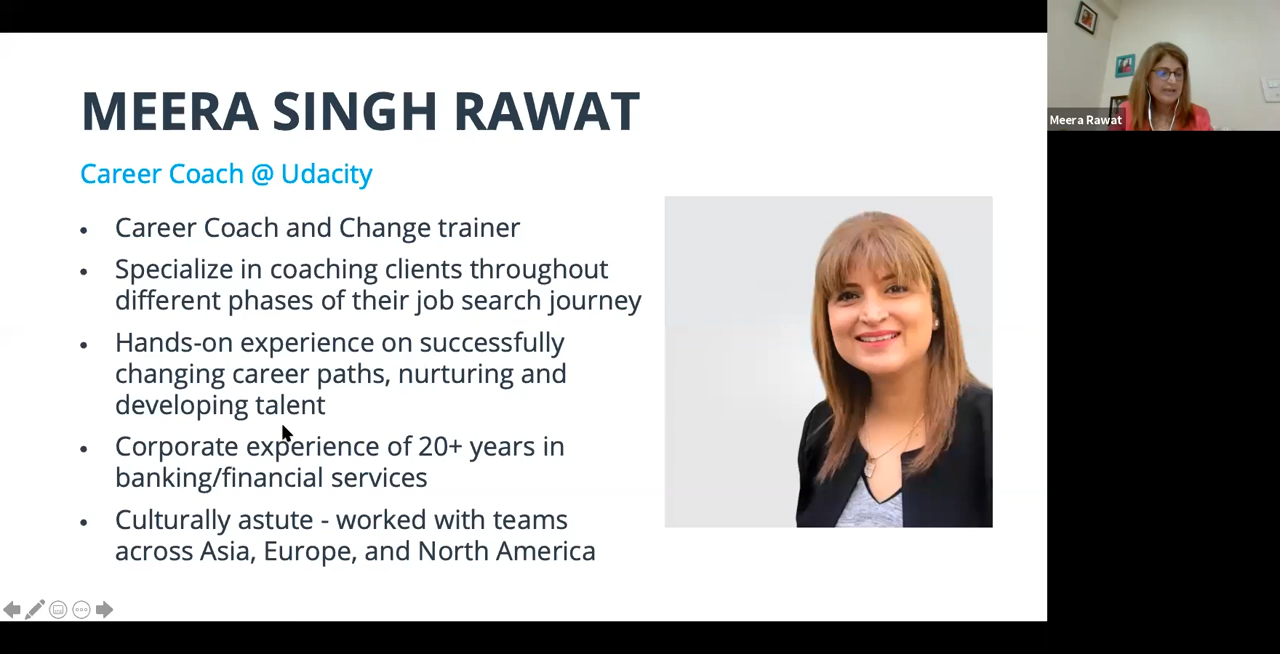 MEERA SINGH RAWAT
Career Coach @ Udacity
• Career Coach and Change trainer
• Specialize in coaching clients throughout
different phases of their job search journey
• Hands-on experience on successfully
changing career paths, nurturing and
developing talent
• Corporate experience of 20+ years in
banking/financial services
• Culturally astute - worked with teams
across Asia, Europe, and North America
Meera Rawat